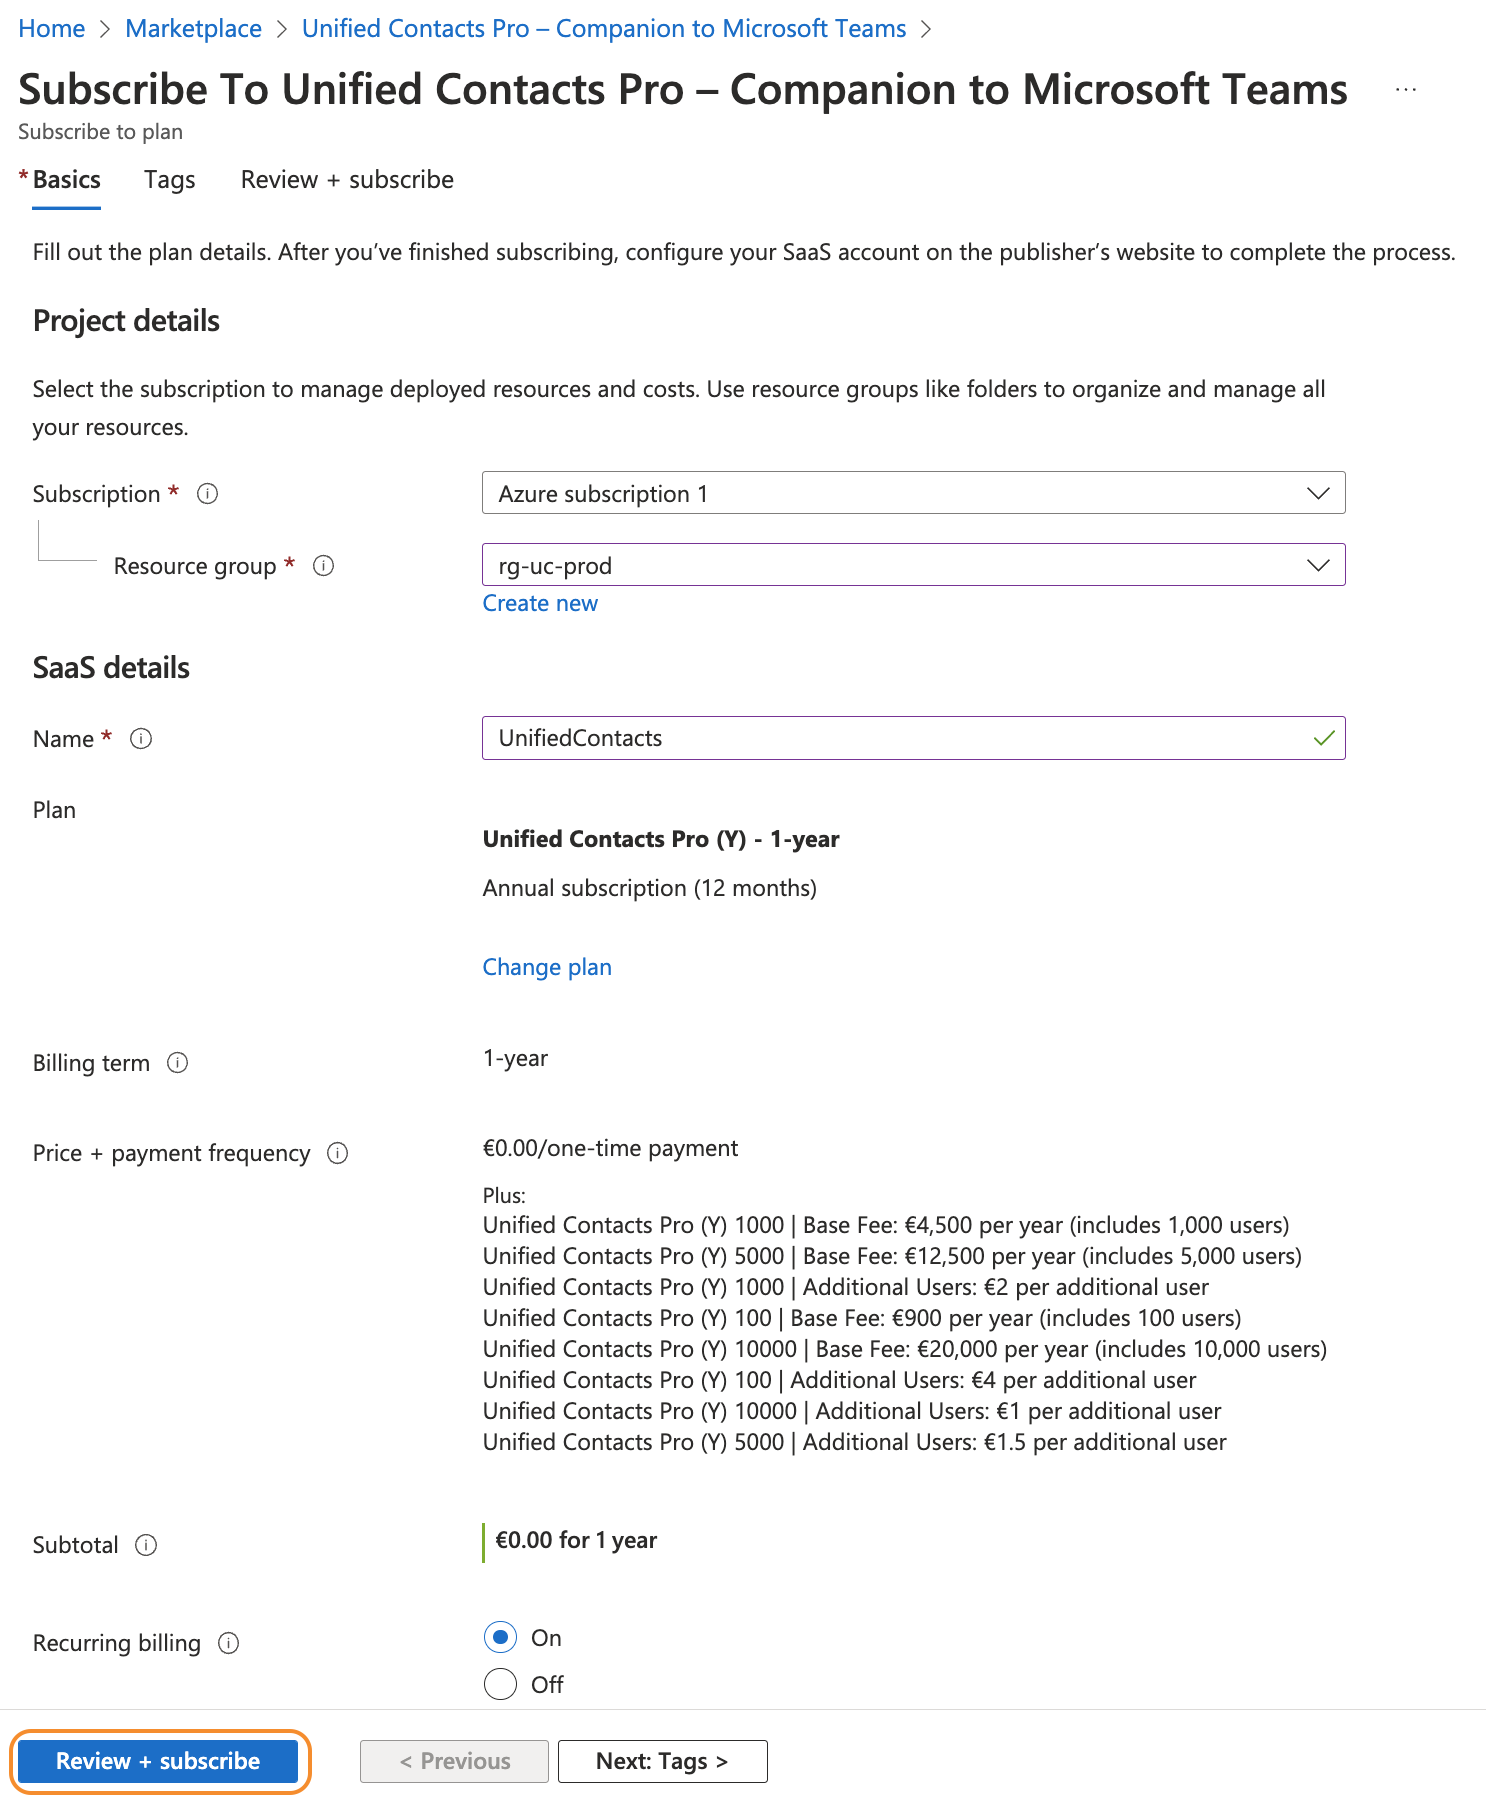 Home > Marketplace > Unified Contacts Pro – Companion to Microsoft Teams >
Subscribe To Unified Contacts Pro – Companion to Microsoft Teams ...
Subscribe to plan
* Basics Tags Review + subscribe
Fill out the plan details. After you’ve finished subscribing, configure your SaaS account on the publisher’s website to complete the process.
Project details
Select the subscription to manage deployed resources and costs. Use resource groups like folders to organize and manage all
your resources.
Subscription * Azure subscription 1
Resource group * rg-uc-prod
Create new
SaaS details
Name * UnifiedContacts
Plan
Unified Contacts Pro (Y) - 1-year
Annual subscription (12 months)
Change plan
Billing term 1-year
Price + payment frequency €0.00/one-time payment
Plus:
Unified Contacts Pro (Y) 1000 | Base Fee: €4,500 per year (includes 1,000 users)
Unified Contacts Pro (Y) 5000 | Base Fee: €12,500 per year (includes 5,000 users)
Unified Contacts Pro (Y) 1000 | Additional Users: €2 per additional user
Unified Contacts Pro (Y) 100 | Base Fee: €900 per year (includes 100 users)
Unified Contacts Pro (Y) 10000 | Base Fee: €20,000 per year (includes 10,000 users)
Unified Contacts Pro (Y) 100 | Additional Users: €4 per additional user
Unified Contacts Pro (Y) 10000 | Additional Users: €1 per additional user
Unified Contacts Pro (Y) 5000 | Additional Users: €1.5 per additional user
Subtotal €0.00 for 1 year
Recurring billing On
Off
Review + subscribe < Previous Next: Tags >